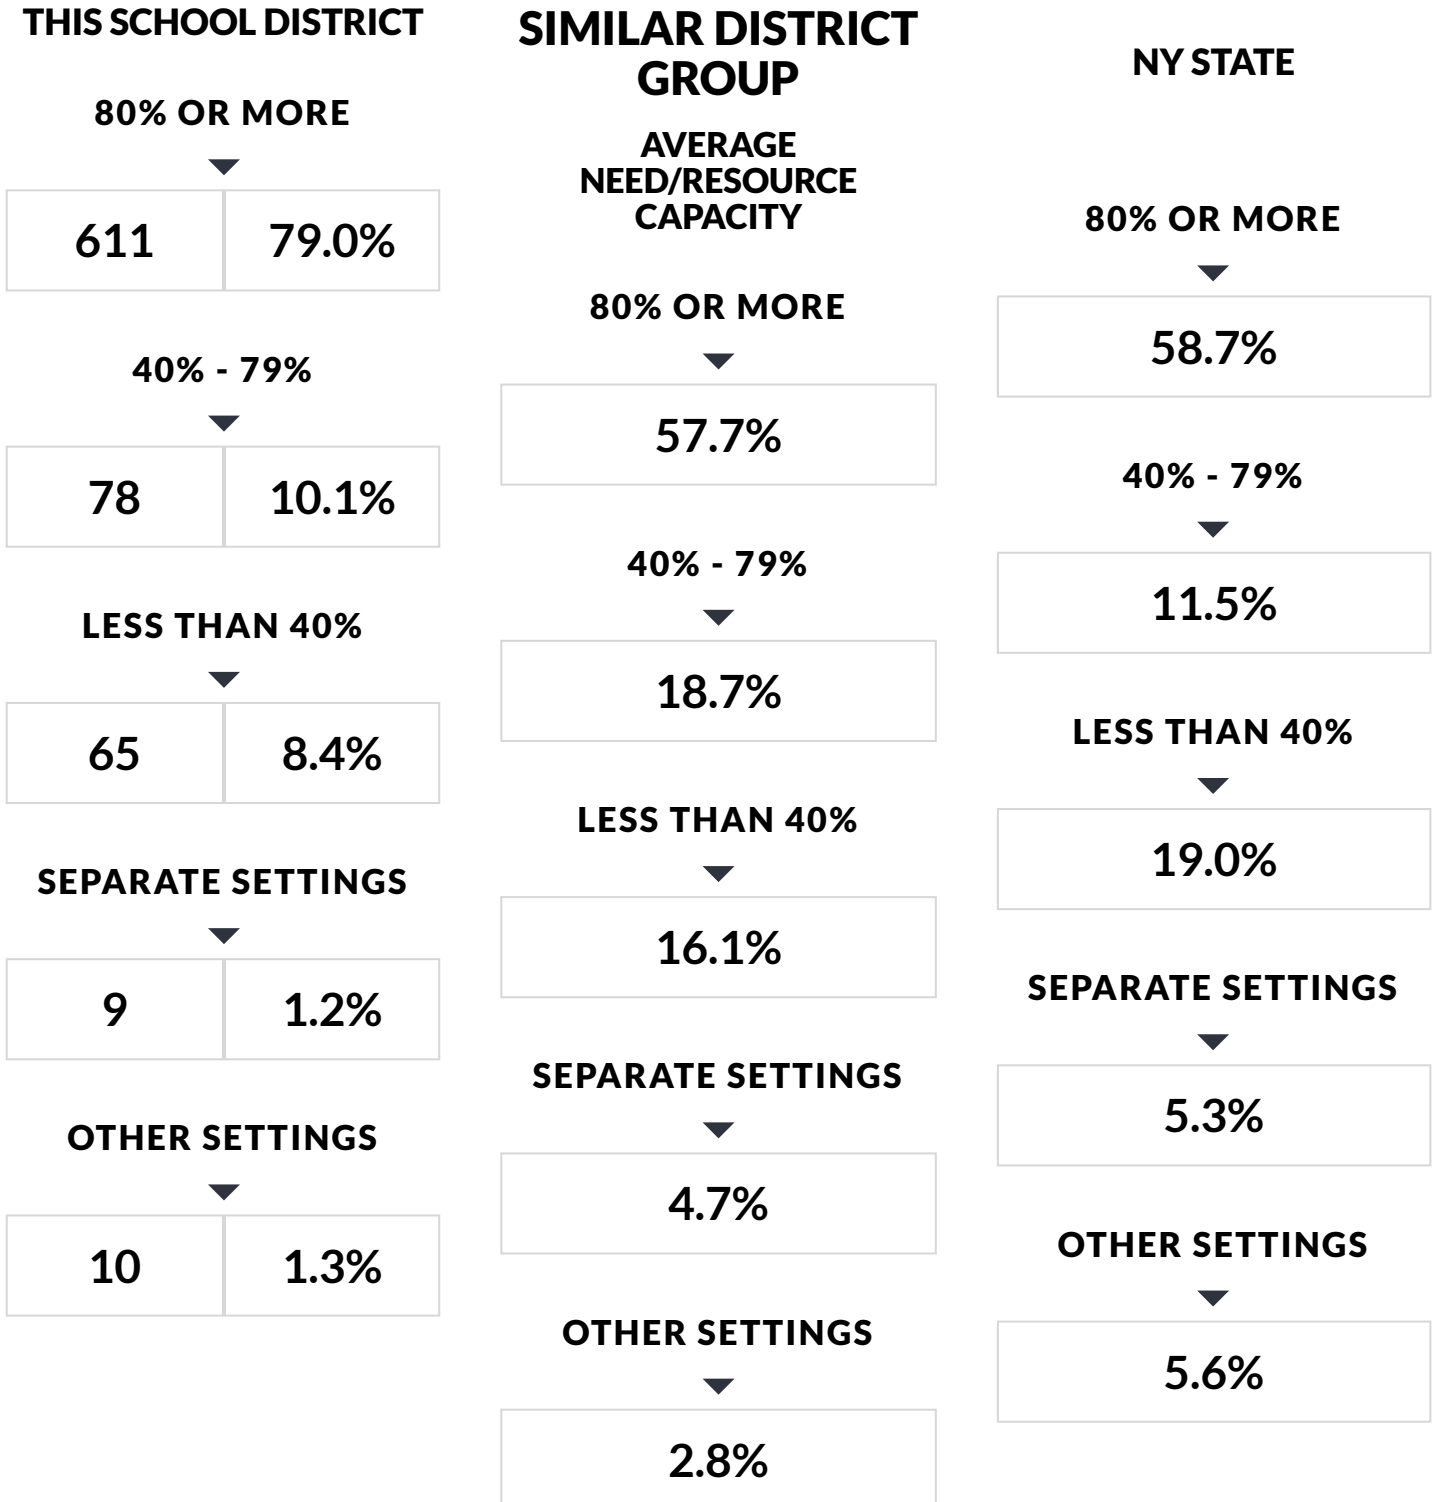 THIS SCHOOL DISTRICT
80% OR MORE
611 79.0%
40% - 79%
78 10.1%
LESS THAN 40%
65 8.4%
SEPARATE SETTINGS
9 1.2%
OTHER SETTINGS
10 1.3%
SIMILAR DISTRICT
GROUP
AVERAGE
NEED/RESOURCE
CAPACITY
80% OR MORE
57.7%
40% - 79%
18.7%
LESS THAN 40%
16.1%
SEPARATE SETTINGS
4.7%
OTHER SETTINGS
2.8%
NY STATE
80% OR MORE
58.7%
40% - 79%
11.5%
LESS THAN 40%
19.0%
SEPARATE SETTINGS
5.3%
OTHER SETTINGS
5.6%